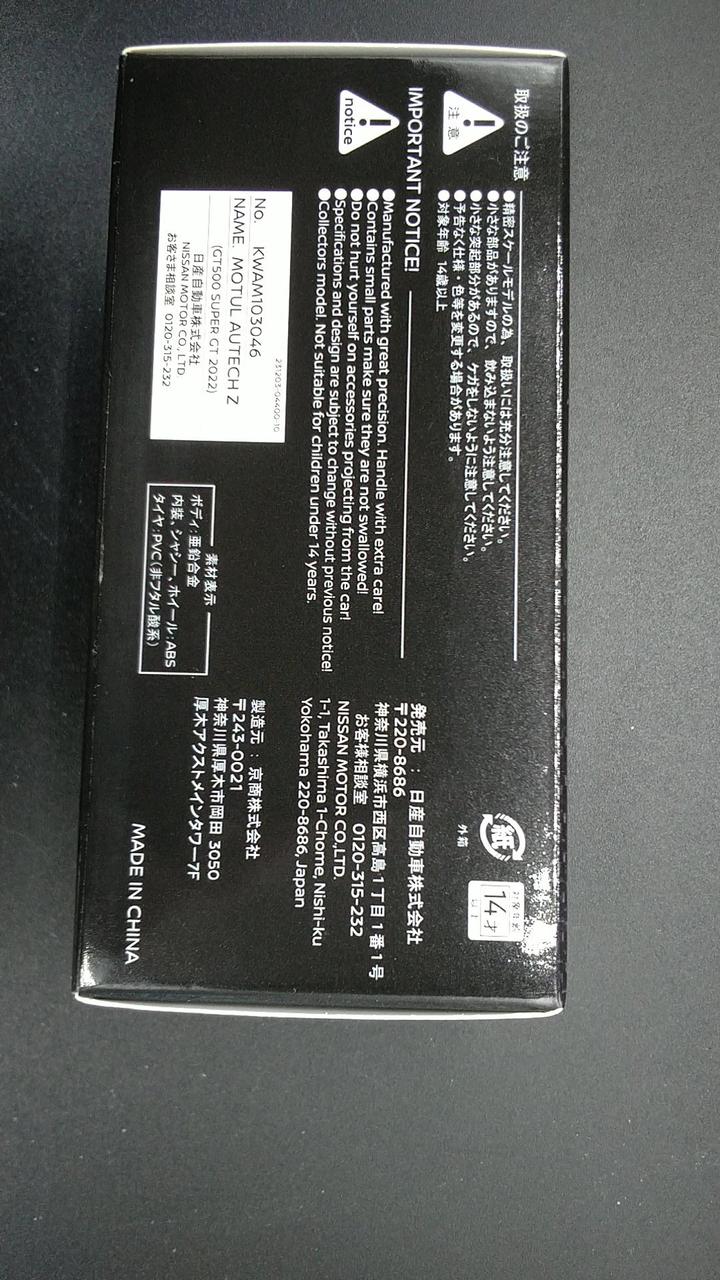 取扱のご注意
注意
●精密スケールモデルの為、取扱いには充分注意してください。
●小さな部品がありますので、飲み込まないよう注意してください。
●小さな突起部分があるので、ケガをしないように注意してください。
●予告なく仕様・色等を変更する場合があります。
●対象年齢 14歳以上
IMPORTANT NOTICE!
notice
●Manufactured with great precision. Handle with extra care!
●Contains small parts make sure they are not swallowed!
●Do not hurt yourself on accessories projecting from the car!
●Specifications and design are subject to change without previous notice!
●Collectors model. Not suitable for children under 14 years.
231203-04400-10
No. KWAM103046
NAME. MOTUL AUTECH Z
(GT500 SUPER GT 2022)
日産自動車株式会社
NISSAN MOTOR CO., LTD
お客さま相談室 0120-315-232
素材表示
ボディ:亜鉛合金
内装、シャシー、ホイール:ABS
タイヤ:PVC(非フタル酸系)
紙
外箱
対象年齢
14才
以上
発売元 : 日産自動車株式会社
〒220-8686
神奈川県横浜市西区高島1丁目1番1号
お客様相談室 0120-315-232
NISSAN MOTOR CO,LTD.
1-1, Takashima 1-Chome, Nishi-ku
Yokohama 220-8686, Japan
製造元 : 京商株式会社
〒243-0021
神奈川県厚木市岡田 3050
厚木アクストメインタワー7F
MADE IN CHINA